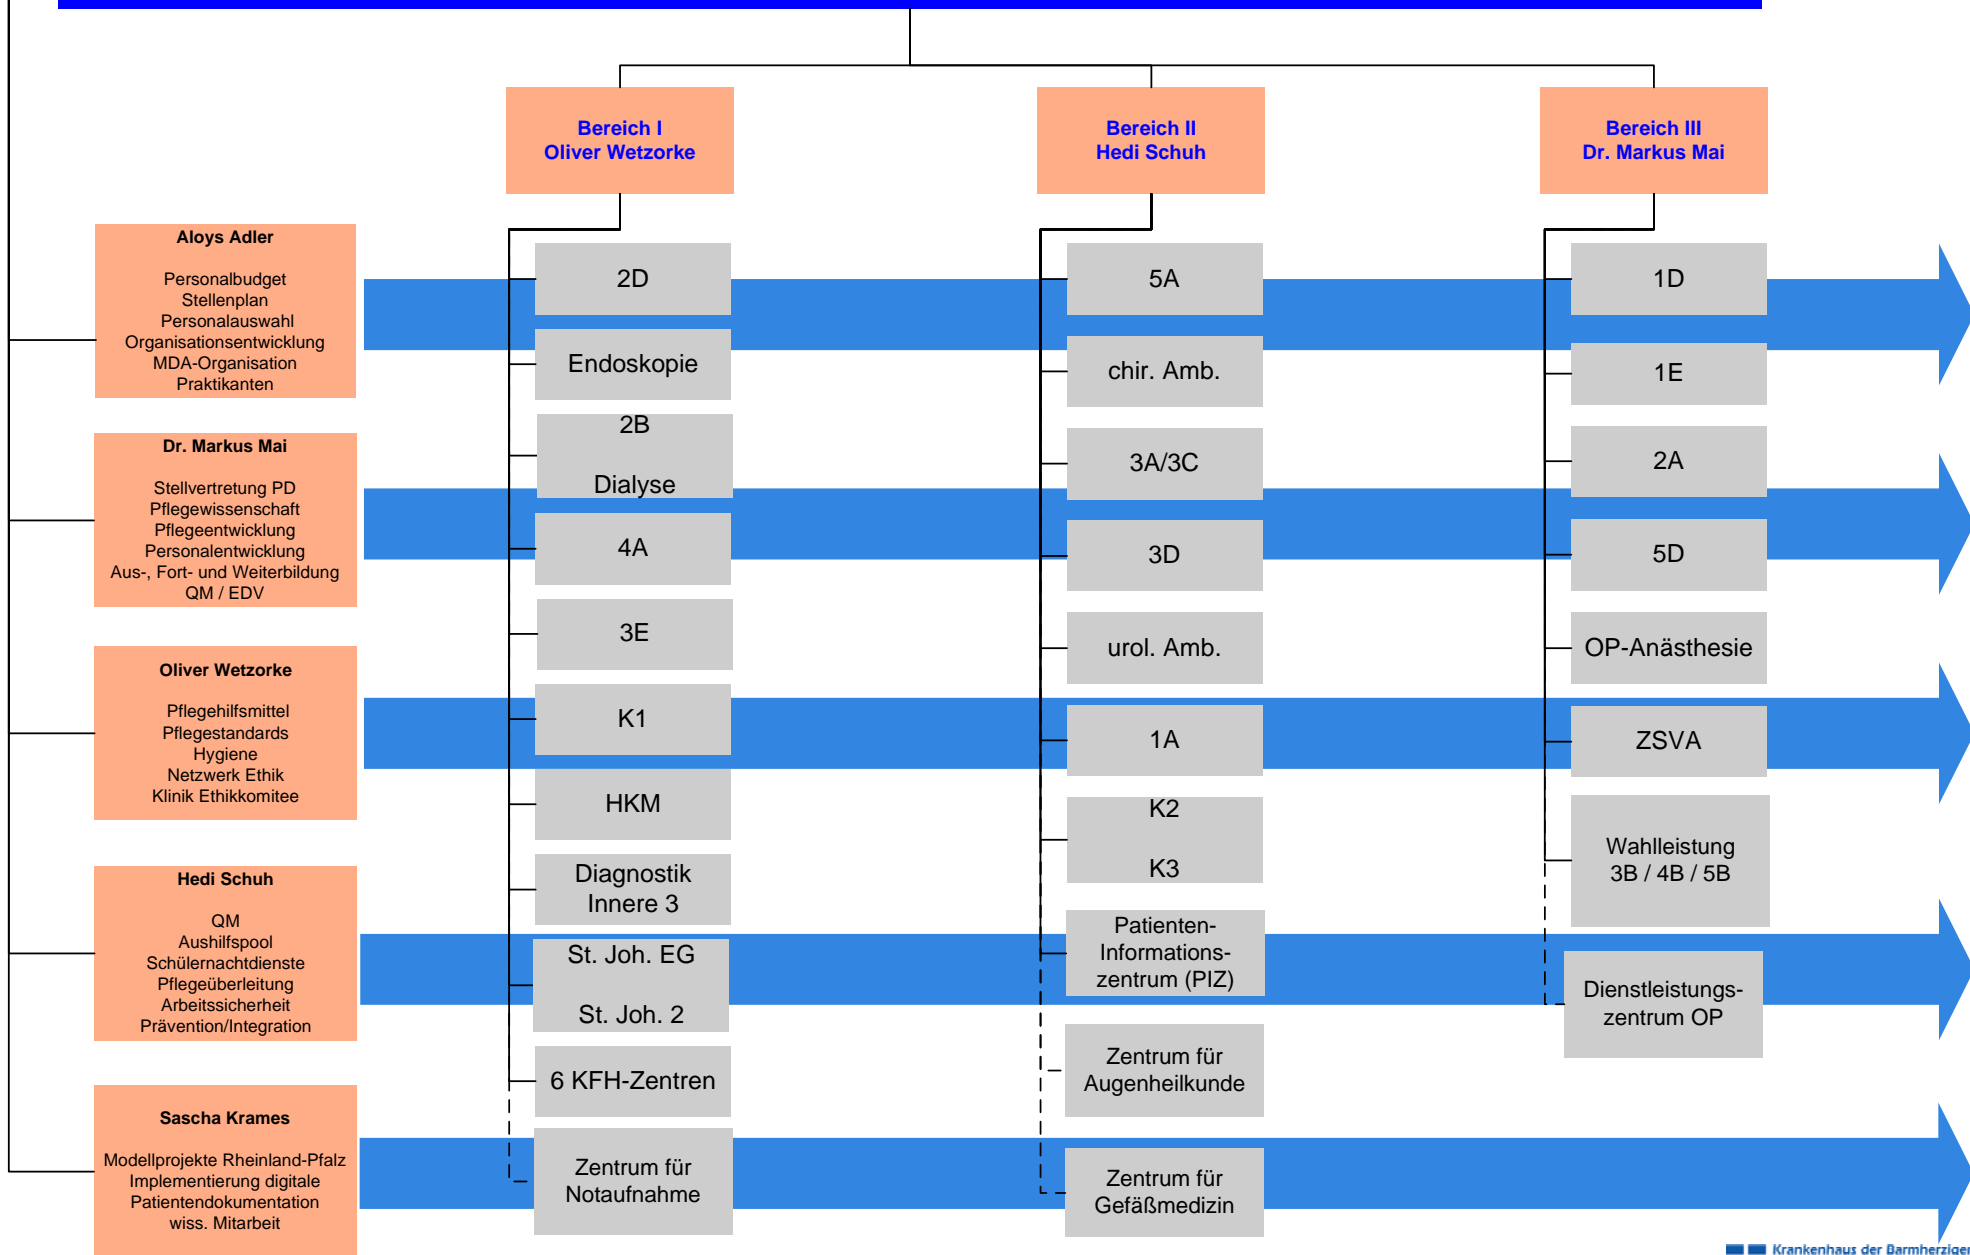 Bereich I
Oliver Wetzorke
Bereich II
Hedi Schuh
Bereich III
Dr. Markus Mai
Aloys Adler
Personalbudget
Stellenplan
Personalauswahl
Organisationsentwicklung
MDA-Organisation
Praktikanten
Dr. Markus Mai
Stellvertretung PD
Pflegewissenschaft
Pflegeentwicklung
Personalentwicklung
Aus-, Fort- und Weiterbildung
QM / EDV
Oliver Wetzorke
Pflegehilfsmittel
Pflegestandards
Hygiene
Netzwerk Ethik
Klinik Ethikkomitee
Hedi Schuh
QM
Aushilfspool
Schülernachtdienste
Pflegeüberleitung
Arbeitssicherheit
Prävention/Integration
Sascha Krames
Modellprojekte Rheinland-Pfalz
Implementierung digitale
Patientendokumentation
wiss. Mitarbeit
2D
Endoskopie
2B
Dialyse
4A
3E
K1
HKM
Diagnostik
Innere 3
St. Joh. EG
St. Joh. 2
6 KFH-Zentren
Zentrum für
Notaufnahme
5A
chir. Amb.
3A/3C
3D
urol. Amb.
1A
K2
K3
Patienten-
Informations-
zentrum (PIZ)
Zentrum für
Augenheilkunde
Zentrum für
Gefäßmedizin
1D
1E
2A
5D
OP-Anästhesie
ZSVA
Wahlleistung
3B / 4B / 5B
Dienstleistungs-
zentrum OP
Krankenhaus der Barmherzigen